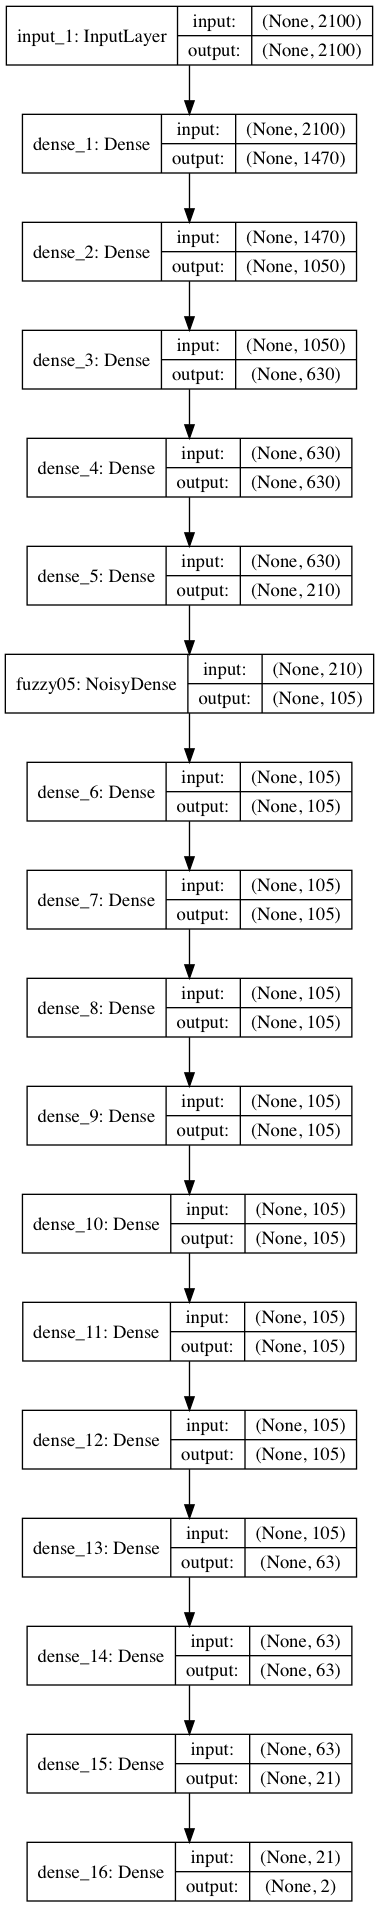 input_1: InputLayer
input:
(None, 2100)
output:
(None, 2100)
dense_1: Dense
input:
(None, 2100)
output:
(None, 1470)
dense_2: Dense
input:
(None, 1470)
output:
(None, 1050)
dense_3: Dense
input:
(None, 1050)
output:
(None, 630)
dense_4: Dense
input:
(None, 630)
output:
(None, 630)
dense_5: Dense
input:
(None, 630)
output:
(None, 210)
fuzzy05: NoisyDense
input:
(None, 210)
output:
(None, 105)
dense_6: Dense
input:
(None, 105)
output:
(None, 105)
dense_7: Dense
input:
(None, 105)
output:
(None, 105)
dense_8: Dense
input:
(None, 105)
output:
(None, 105)
dense_9: Dense
input:
(None, 105)
output:
(None, 105)
dense_10: Dense
input:
(None, 105)
output:
(None, 105)
dense_11: Dense
input:
(None, 105)
output:
(None, 105)
dense_12: Dense
input:
(None, 105)
output:
(None, 105)
dense_13: Dense
input:
(None, 105)
output:
(None, 63)
dense_14: Dense
input:
(None, 63)
output:
(None, 63)
dense_15: Dense
input:
(None, 63)
output:
(None, 21)
dense_16: Dense
input:
(None, 21)
output:
(None, 2)